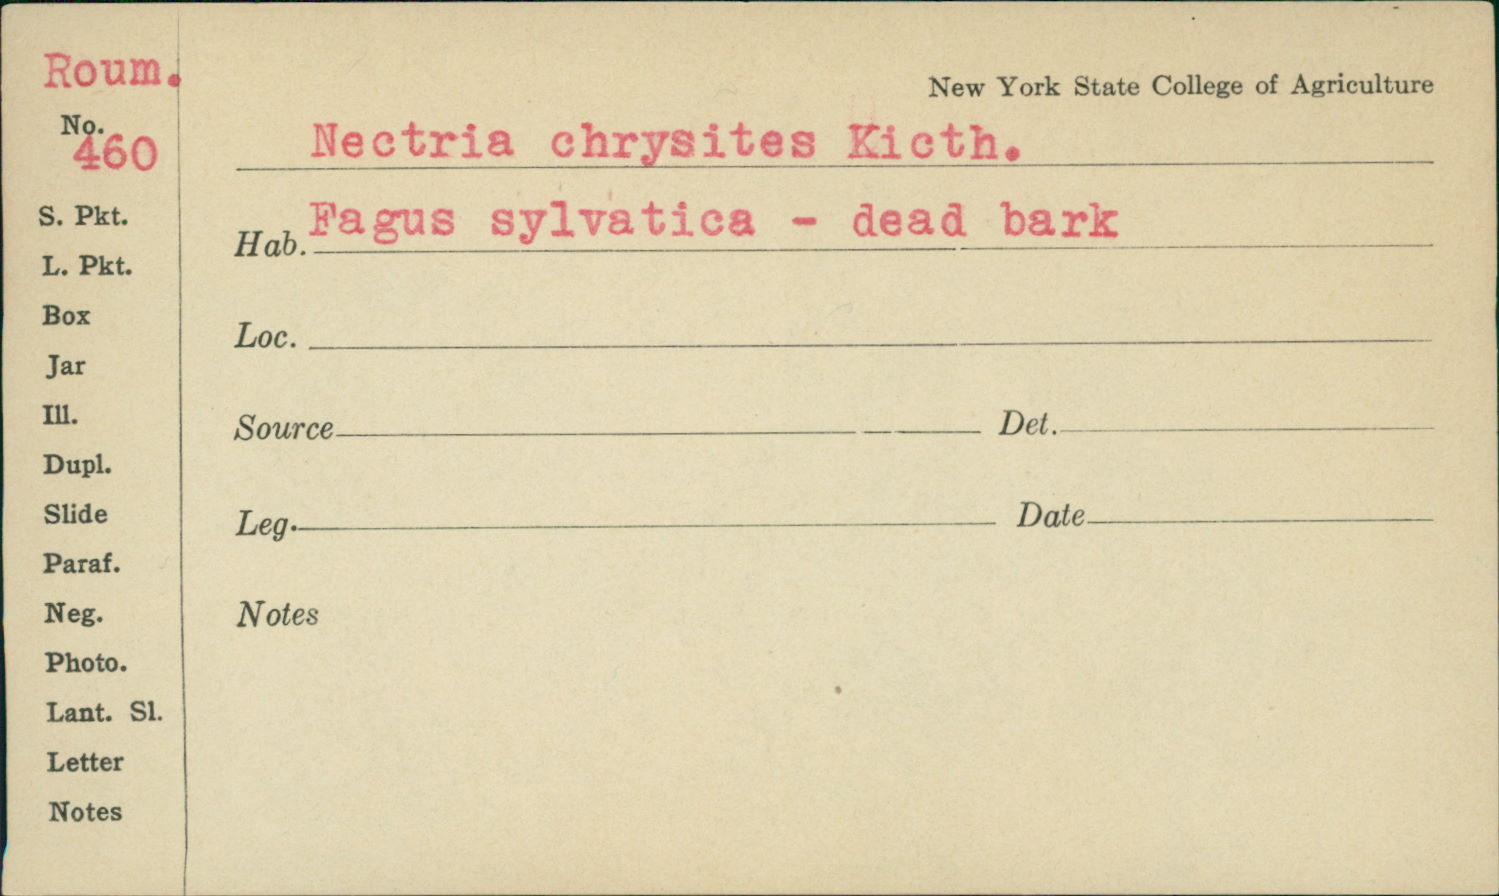 Roum.
New York State College of Agriculture
No.
460
Nectria chrysites Kicth.
Hab. Fagus sylvatica - dead bark
S. Pkt.
L. Pkt.
Box
Loc.
Jar
Ill.
Source Det.
Dupl.
Slide
Leg. Date
Paraf.
Neg.
Notes
Photo.
Lant. Sl.
Letter
Notes